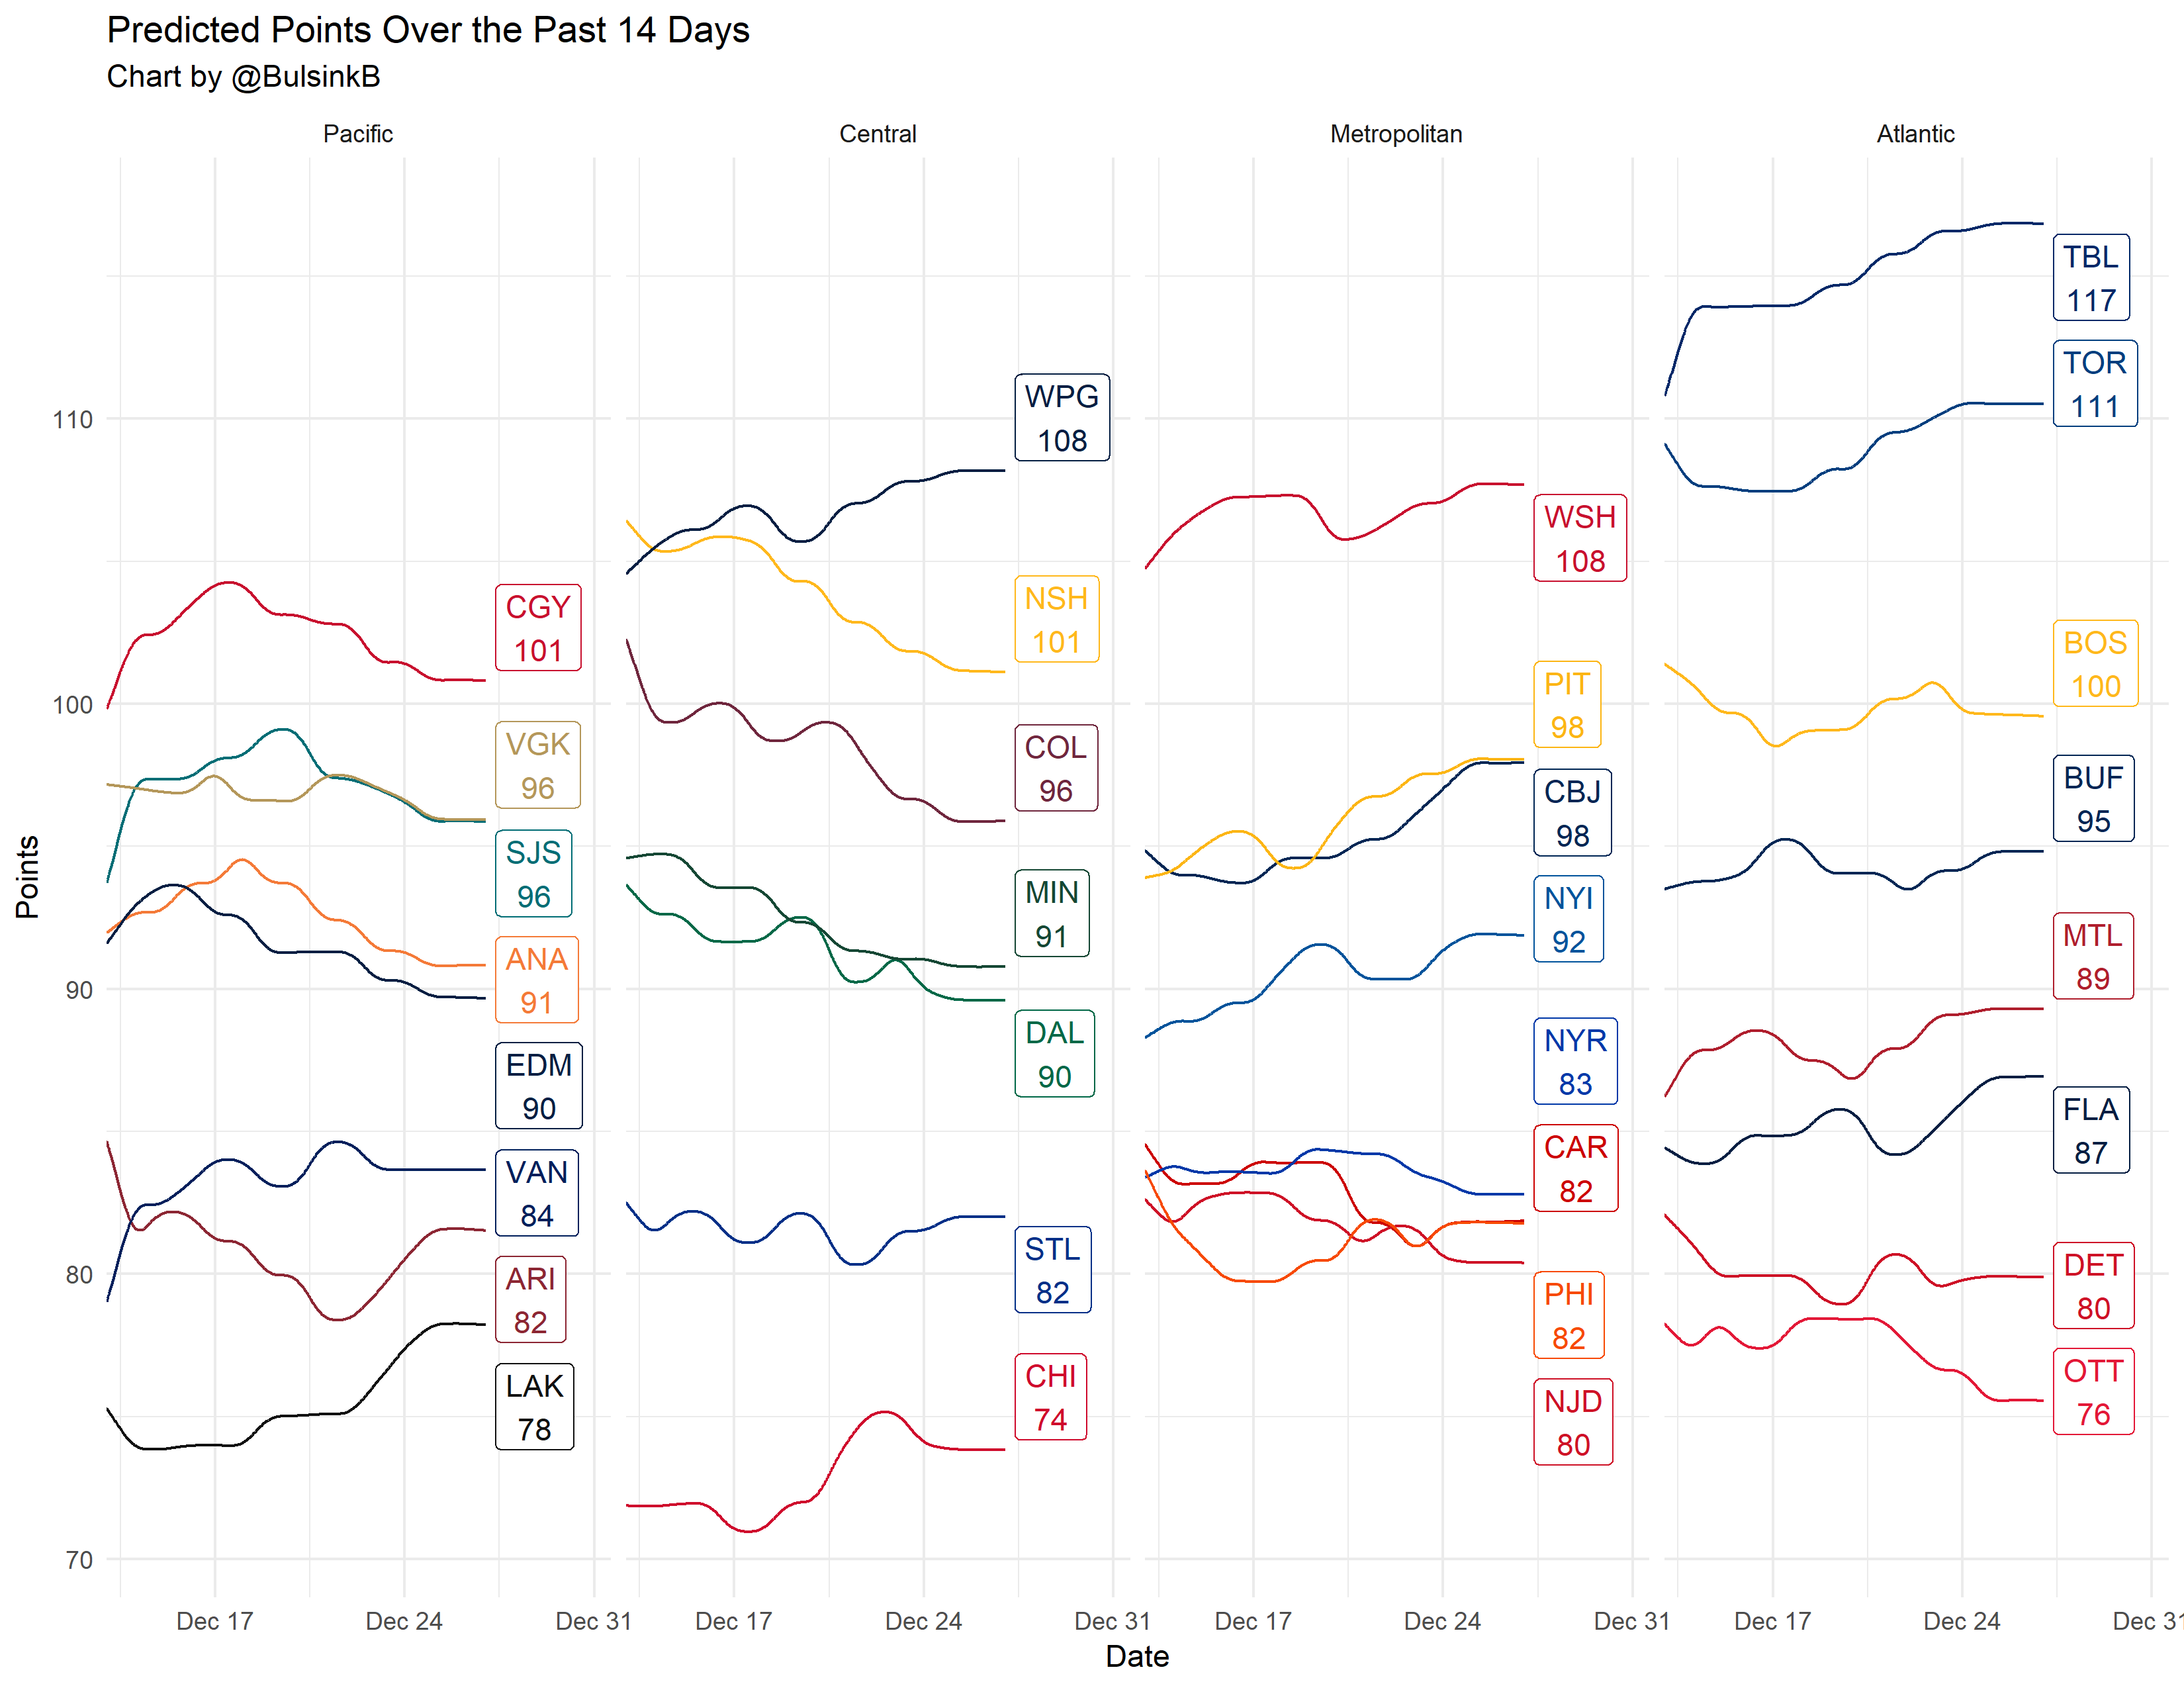 Predicted Points Over the Past 14 Days
Chart by @BulsinkB
Pacific
Central
Metropolitan
Atlantic
Points
110
100
90
80
70
CGY
101
VGK
96
SJS
96
ANA
91
EDM
90
VAN
84
ARI
82
LAK
78
WPG
108
NSH
101
COL
96
MIN
91
DAL
90
STL
82
CHI
74
WSH
108
PIT
98
CBJ
98
NYI
92
NYR
83
CAR
82
PHI
82
NJD
80
TBL
117
TOR
111
BOS
100
BUF
95
MTL
89
FLA
87
DET
80
OTT
76
Dec 17
Dec 24
Dec 31
Dec 17
Dec 24
Dec 31
Dec 17
Dec 24
Dec 31
Dec 17
Dec 24
Dec 31
Date